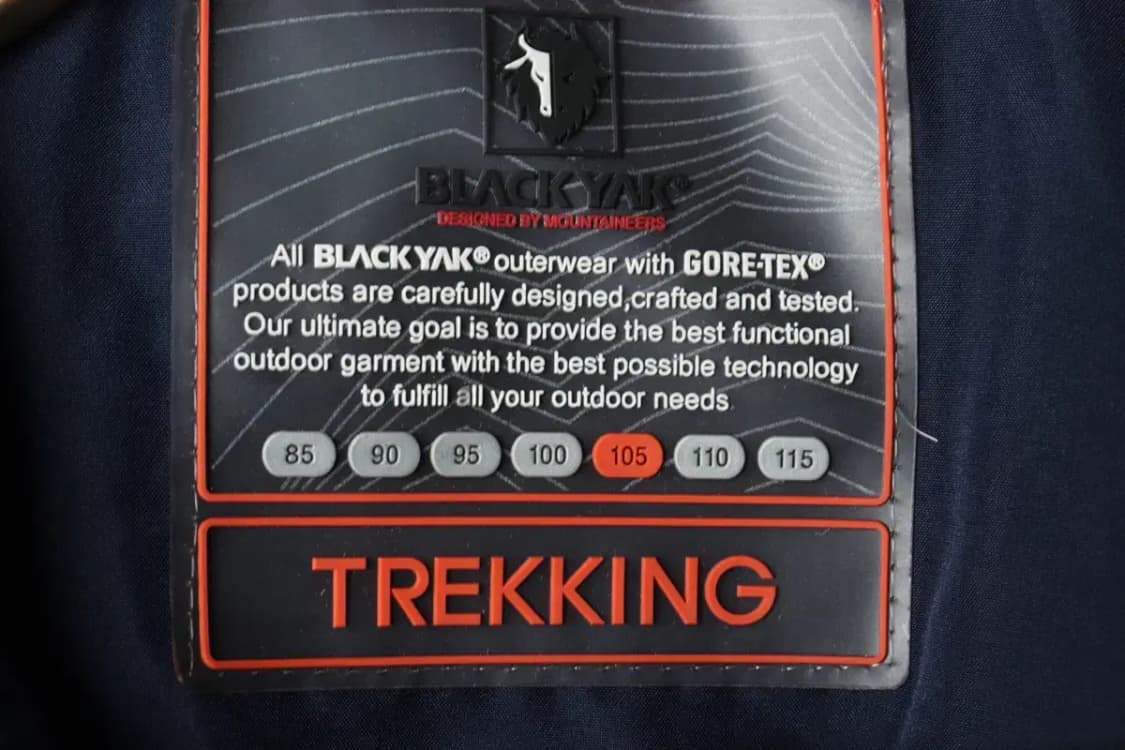 BLACKYAK®
DESIGNED BY MOUNTAINEERS
All BLACKYAK® outerwear with GORE-TEX®
products are carefully designed,crafted and tested.
Our ultimate goal is to provide the best functional
outdoor garment with the best possible technology
to fulfill all your outdoor needs.
85 90 95 100 105 110 115
TREKKING